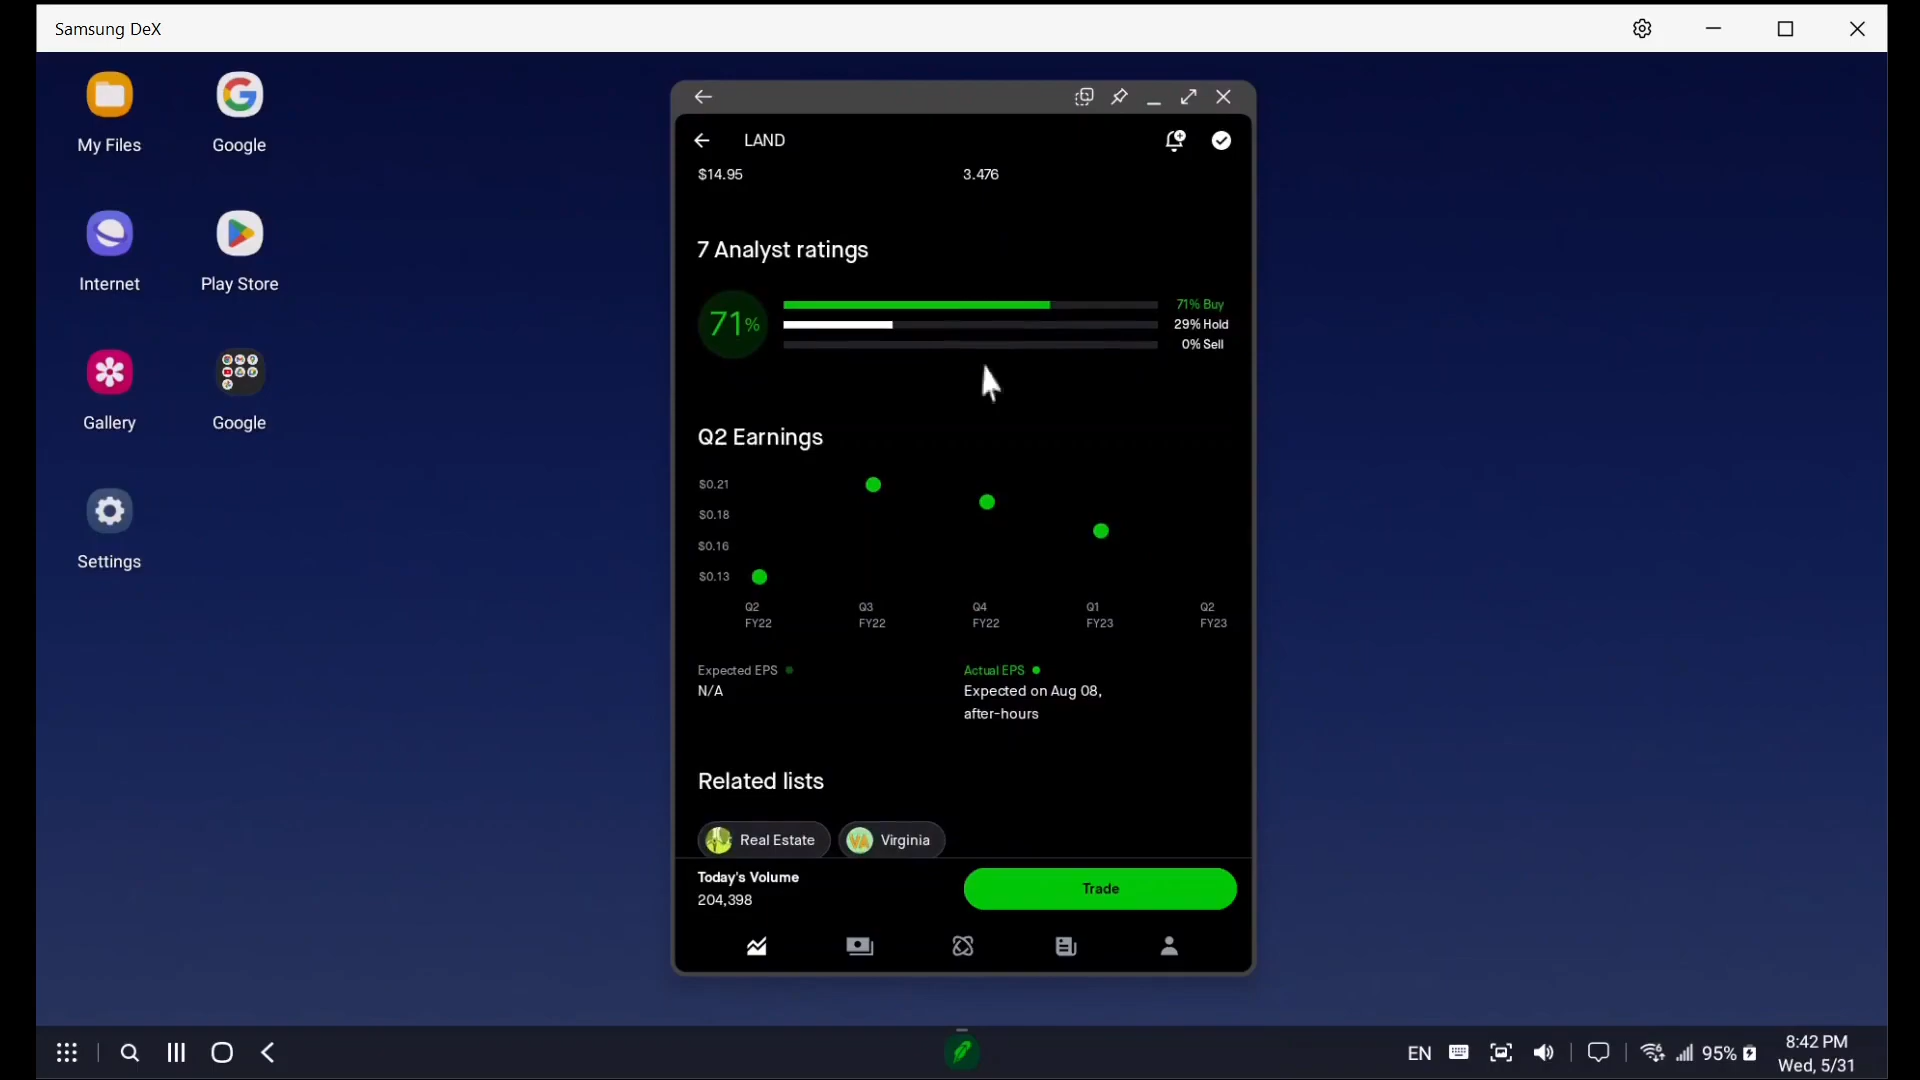 Samsung DeX
My Files
Google
Internet
Play Store
Gallery
Google
Settings
LAND
$14.95
3.476
7 Analyst ratings
71%
71% Buy
29% Hold
0% Sell
Q2 Earnings
$0.21
$0.18
$0.16
$0.13
Q2
FY22
Q3
FY22
Q4
FY22
Q1
FY23
Q2
FY23
Expected EPS
N/A
Actual EPS
Expected on Aug 08,
after-hours
Related lists
Real Estate
VA
Virginia
Today's Volume
204,398
Trade
EN
95%
8:42 PM
Wed, 5/31